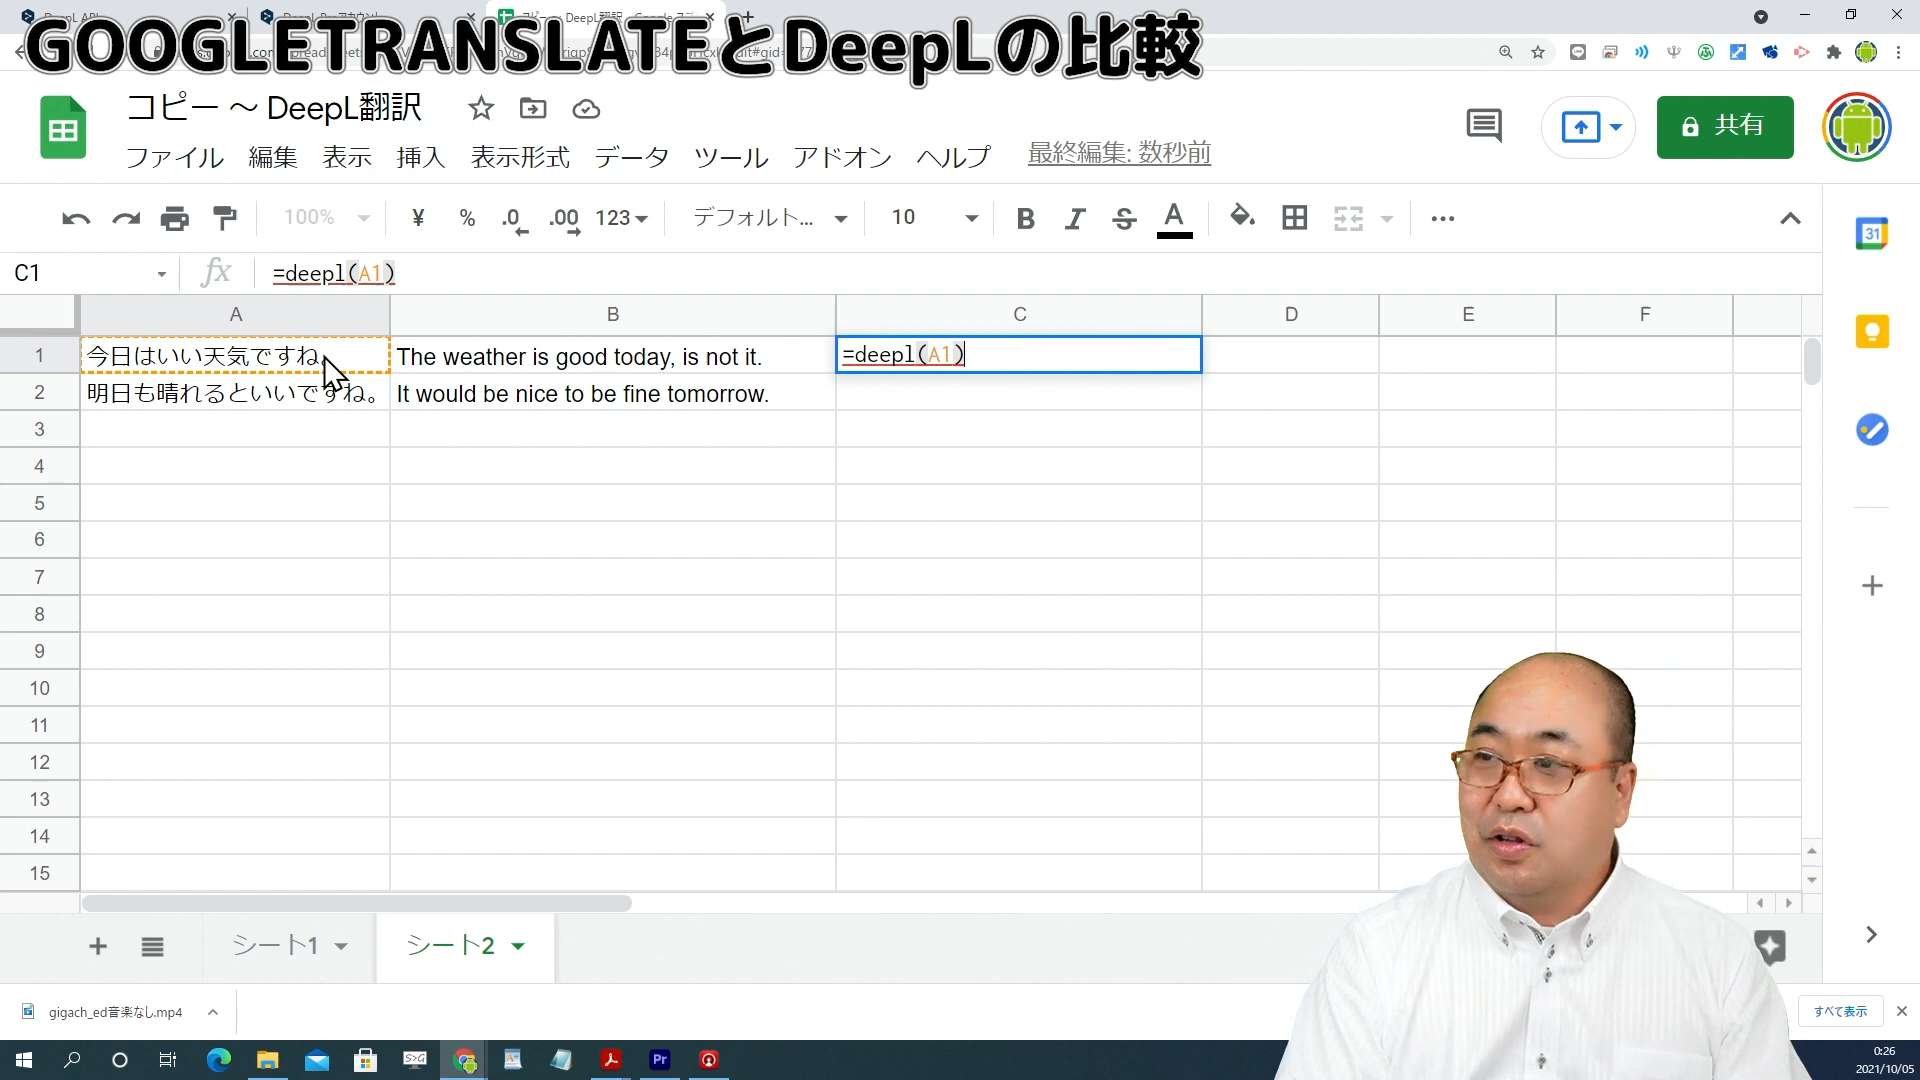 GOOGLETRANSLATEとDeepLの比較
コピー ～ DeepL翻訳
ファイル 編集 表示 挿入 表示形式 データ ツール アドオン ヘルプ 最終編集: 数秒前
共有
100% ¥ % .0 .00 123 デフォルト... 10 B I S A
31
C1 fx =deepl(A1)
A B C D E F
1 今日はいい天気ですね。 The weather is good today, is not it. =deepl(A1)
2 明日も晴れるといいですね。 It would be nice to be fine tomorrow.
3
4
5
6
7
8
9
10
11
12
13
14
15
シート1 シート2
gigach_ed音楽なし.mp4 すべて表示
S>G Pr
0:26
2021/10/05